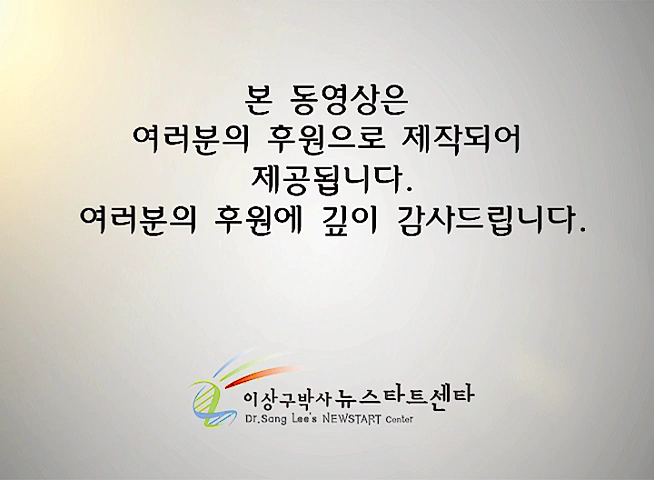 본 동영상은
여러분의 후원으로 제작되어
제공됩니다.
여러분의 후원에 깊이 감사드립니다.
이상구박사 뉴스타트센타
Dr.Sang Lee's NEWSTART Center